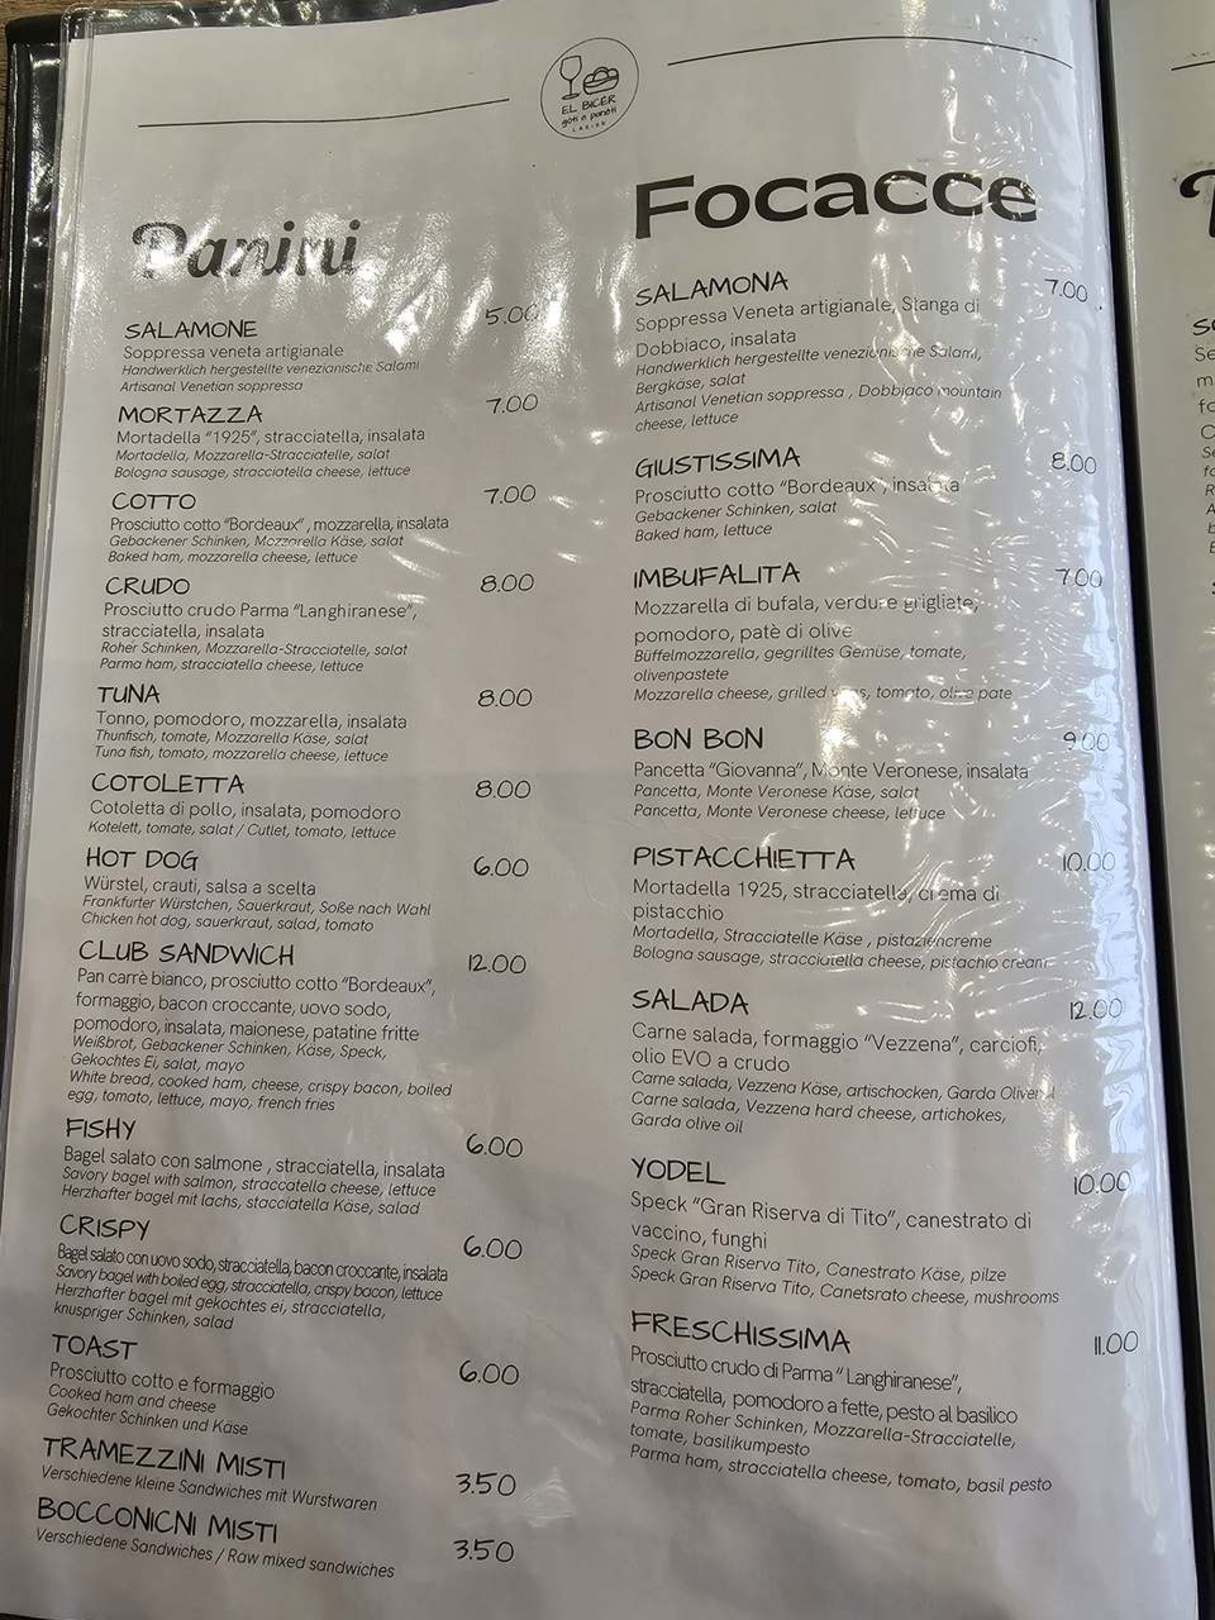 EL BICÉR
goti e panéti
LAZISE
Panini
SALAMONE 5.00
Soppressa veneta artigianale
Handwerklich hergestellte venezianische Salami
Artisanal Venetian soppressa
MORTAZZA 7.00
Mortadella "1925", stracciatella, insalata
Mortadella, Mozzarella-Stracciatelle, salat
Bologna sausage, stracciatella cheese, lettuce
COTTO 7.00
Prosciutto cotto "Bordeaux" , mozzarella, insalata
Gebackener Schinken, Mozzarella Käse, salat
Baked ham, mozzarella cheese, lettuce
CRUDO 8.00
Prosciutto crudo Parma "Langhiranese",
stracciatella, insalata
Roher Schinken, Mozzarella-Stracciatelle, salat
Parma ham, stracciatella cheese, lettuce
TUNA 8.00
Tonno, pomodoro, mozzarella, insalata
Thunfisch, tomate, Mozzarella Käse, salat
Tuna fish, tomato, mozzarella cheese, lettuce
COTOLETTA 8.00
Cotoletta di pollo, insalata, pomodoro
Kotelett, tomate, salat / Cutlet, tomato, lettuce
HOT DOG 6.00
Würstel, crauti, salsa a scelta
Frankfurter Würstchen, Sauerkraut, Soße nach Wahl
Chicken hot dog, sauerkraut, salad, tomato
CLUB SANDWICH 12.00
Pan carrè bianco, prosciutto cotto "Bordeaux",
formaggio, bacon croccante, uovo sodo,
pomodoro, insalata, maionese, patatine fritte
Weißbrot, Gebackener Schinken, Käse, Speck,
Gekochtes Ei, salat, mayo
White bread, cooked ham, cheese, crispy bacon, boiled
egg, tomato, lettuce, mayo, french fries
FISHY 6.00
Bagel salato con salmone , stracciatella, insalata
Savory bagel with salmon, straccatella cheese, lettuce
Herzhafter bagel mit lachs, stacciatella Käse, salad
CRISPY 6.00
Bagel salato con uovo sodo, stracciatella, bacon croccante, insalata
Savory bagel with boiled egg, stracciatella, crispy bacon, lettuce
Herzhafter bagel mit gekochtes ei, stracciatella,
knuspriger Schinken, salad
TOAST 6.00
Prosciutto cotto e formaggio
Cooked ham and cheese
Gekochter Schinken und Käse
TRAMEZZINI MISTI 3.50
Verschiedene kleine Sandwiches mit Wurstwaren
BOCCONICNI MISTI 3.50
Verschiedene Sandwiches / Raw mixed sandwiches
Focacce
SALAMONA 7.00
Soppressa Veneta artigianale, Stanga di
Dobbiaco, insalata
Handwerklich hergestellte venezianische Salami,
Bergkäse, salat
Artisanal Venetian soppressa , Dobbjaco mountain
cheese, lettuce
GIUSTISSIMA 8.00
Prosciutto cotto "Bordeaux", insalata
Gebackener Schinken, salat
Baked ham, lettuce
IMBUFALITA 7.00
Mozzarella di bufala, verdure grigliate,
pomodoro, patè di olive
Büffelmozzarella, gegrilltes Gemüse, tomate,
olivenpastete
Mozzarella cheese, grilled tomato, olive pate
BON BON 9.00
Pancetta "Giovanna", Monte Veronese, insalata
Pancetta, Monte Veronese Käse, salat
Pancetta, Monte Veronese cheese, lettuce
PISTACCHIETTA 10.00
Mortadella 1925, stracciatella, crema di
pistacchio
Mortadella, Stracciatelle Käse , pistaziencreme
Bologna sausage, stracciatella cheese, pistachio cream
SALADA 12.00
Carne salada, formaggio "Vezzena", carciofi,
olio EVO a crudo
Carne salada, Vezzena Käse, artischocken, Garda
Carne salada, Vezzena hard cheese, artichokes,
Garda olive oil
YODEL 10.00
Speck "Gran Riserva di Tito", canestrato di
vaccino, funghi
Speck Gran Riserva Tito, Canestrato Käse, pilze
Speck Gran Riserva Tito, Canetsrato cheese, mushrooms
FRESCHISSIMA 11.00
Prosciutto crudo di Parma " Langhiranese",
stracciatella, pomodoro a fette, pesto al basilico
Parma Roher Schinken, Mozzarella-Stracciatelle,
tomate, basilikumpesto
Parma ham, stracciatella cheese, tomato, basil pesto